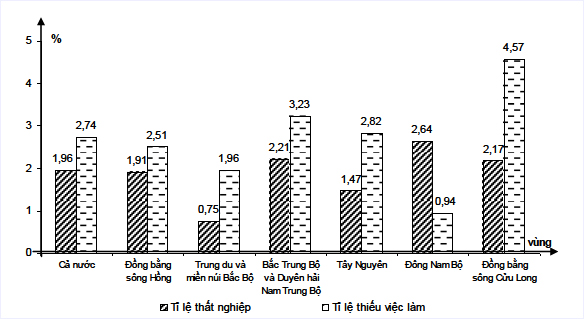 %
5
4
3
2
1
0
1,96
2,74
1,91
2,51
0,75
1,96
2,21
3,23
1,47
2,82
2,64
0,94
2,17
4,57
vùng
Cả nước
Đồng bằng
sông Hồng
Trung du và
miền núi Bắc Bộ
Bắc Trung Bộ
và Duyên hải
Nam Trung Bộ
Tây Nguyên
Đông Nam Bộ
Đồng bằng
sông Cửu Long
Tỉ lệ thất nghiệp
Tỉ lệ thiếu việc làm